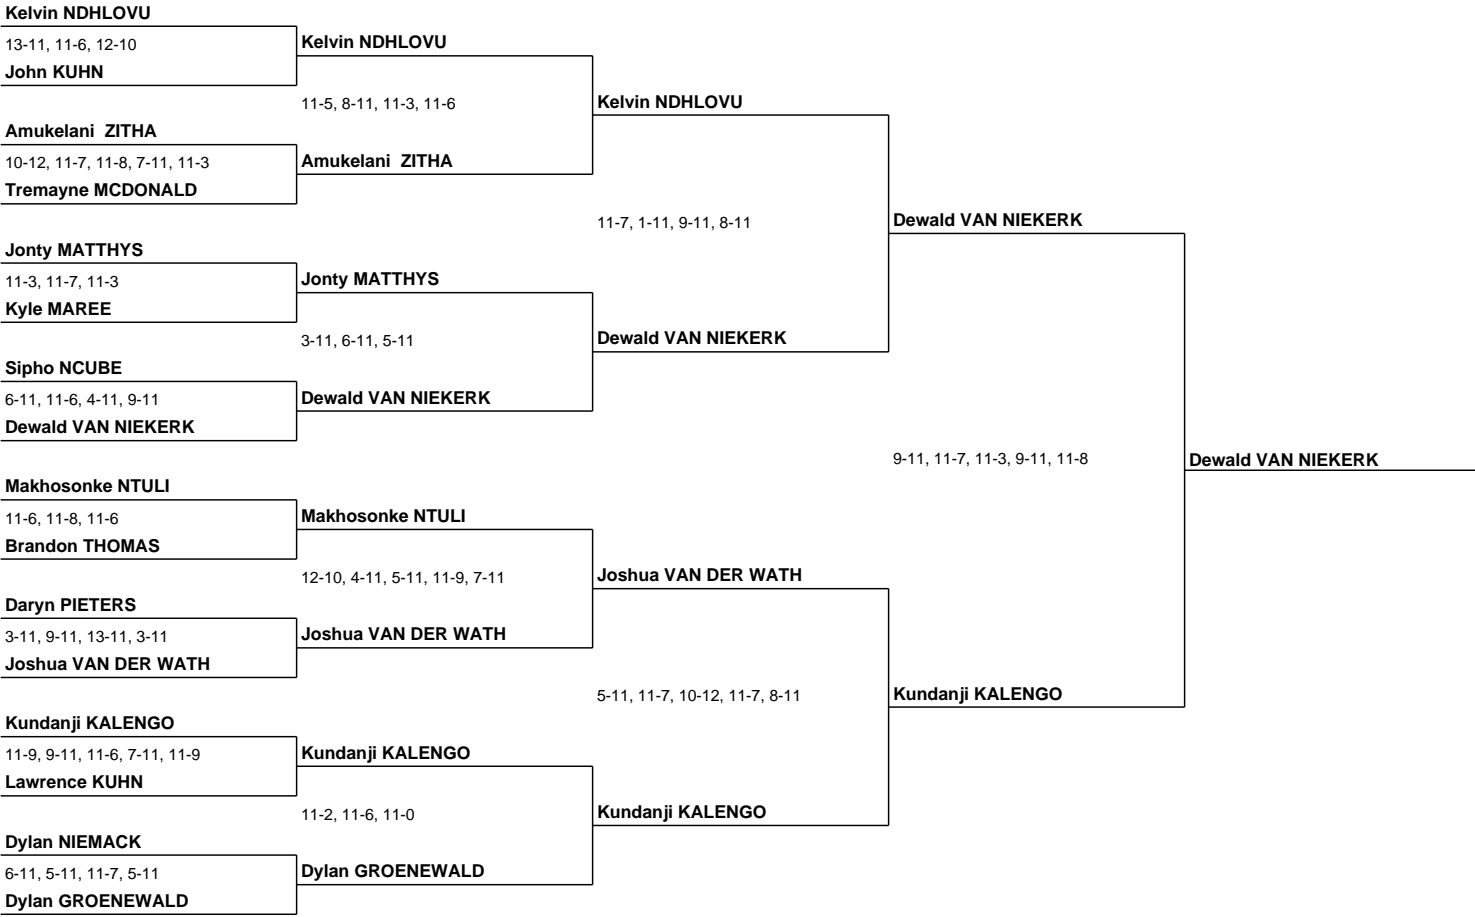 Kelvin NDHLOVU
13-11, 11-6, 12-10
John KUHN
Amukelani  ZITHA
10-12, 11-7, 11-8, 7-11, 11-3
Tremayne MCDONALD
Jonty MATTHYS
11-3, 11-7, 11-3
Kyle MAREE
Sipho NCUBE
6-11, 11-6, 4-11, 9-11
Dewald VAN NIEKERK
Makhosonke NTULI
11-6, 11-8, 11-6
Brandon THOMAS
Daryn PIETERS
3-11, 9-11, 13-11, 3-11
Joshua VAN DER WATH
Kundanji KALENGO
11-9, 9-11, 11-6, 7-11, 11-9
Lawrence KUHN
Dylan NIEMACK
6-11, 5-11, 11-7, 5-11
Dylan GROENEWALD
Kelvin NDHLOVU
11-5, 8-11, 11-3, 11-6
Amukelani  ZITHA
Jonty MATTHYS
3-11, 6-11, 5-11
Dewald VAN NIEKERK
Makhosonke NTULI
12-10, 4-11, 5-11, 11-9, 7-11
Joshua VAN DER WATH
Kundanji KALENGO
11-2, 11-6, 11-0
Dylan GROENEWALD
Kelvin NDHLOVU
11-7, 1-11, 9-11, 8-11
Dewald VAN NIEKERK
Joshua VAN DER WATH
5-11, 11-7, 10-12, 11-7, 8-11
Kundanji KALENGO
Dewald VAN NIEKERK
9-11, 11-7, 11-3, 9-11, 11-8
Kundanji KALENGO
Dewald VAN NIEKERK